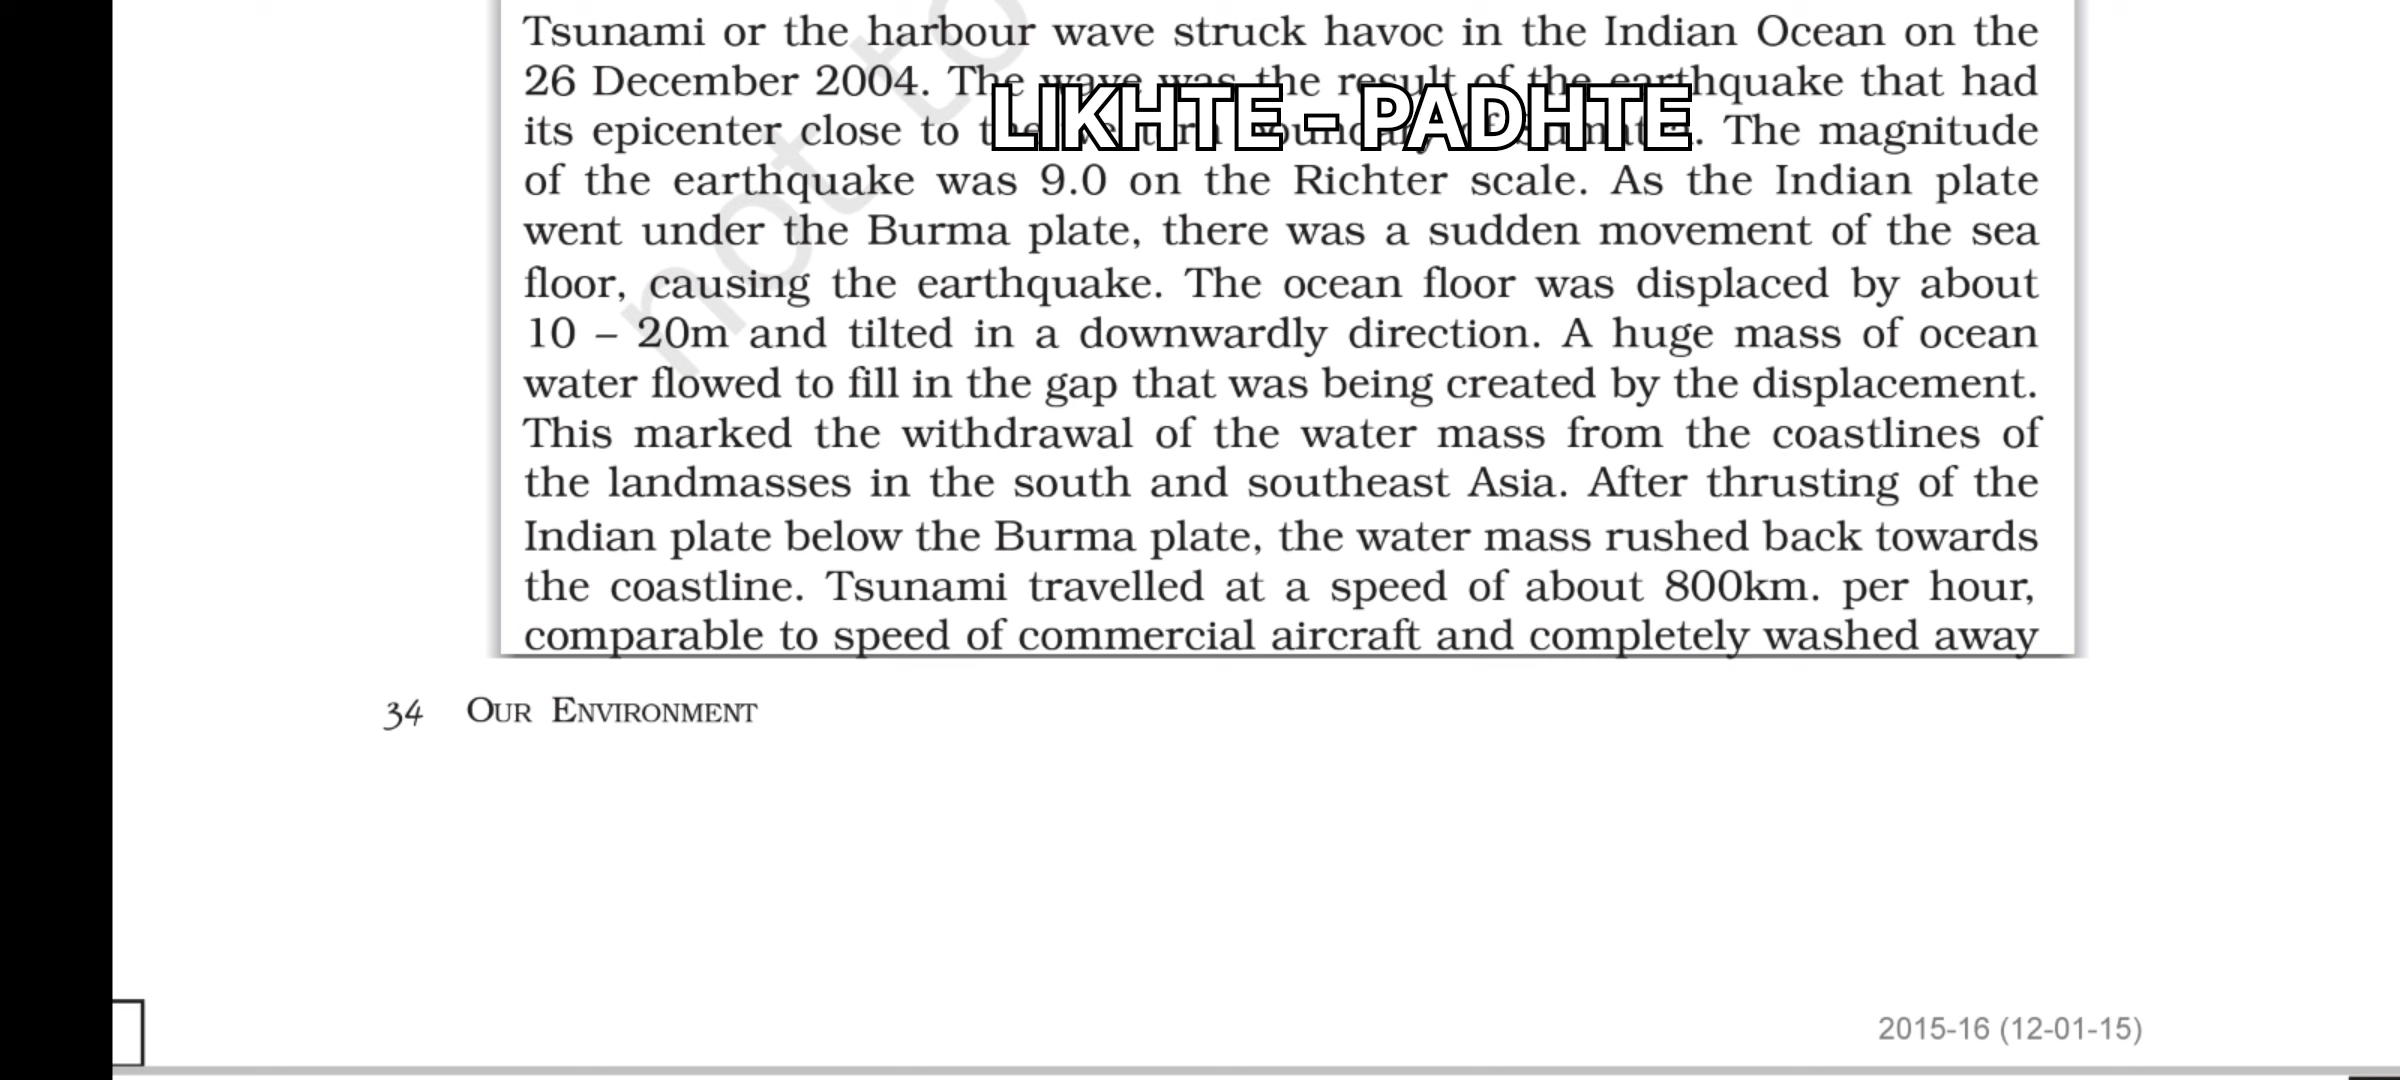 Tsunami or the harbour wave struck havoc in the Indian Ocean on the
26 December 2004. The wave was the result of the earthquake that had
LIKHTE - PADHTE
its epicenter close to the boundary of Sumatra. The magnitude
of the earthquake was 9.0 on the Richter scale. As the Indian plate
went under the Burma plate, there was a sudden movement of the sea
floor, causing the earthquake. The ocean floor was displaced by about
10 – 20m and tilted in a downwardly direction. A huge mass of ocean
water flowed to fill in the gap that was being created by the displacement.
This marked the withdrawal of the water mass from the coastlines of
the landmasses in the south and southeast Asia. After thrusting of the
Indian plate below the Burma plate, the water mass rushed back towards
the coastline. Tsunami travelled at a speed of about 800km. per hour,
comparable to speed of commercial aircraft and completely washed away
not to
34 OUR ENVIRONMENT
2015-16 (12-01-15)